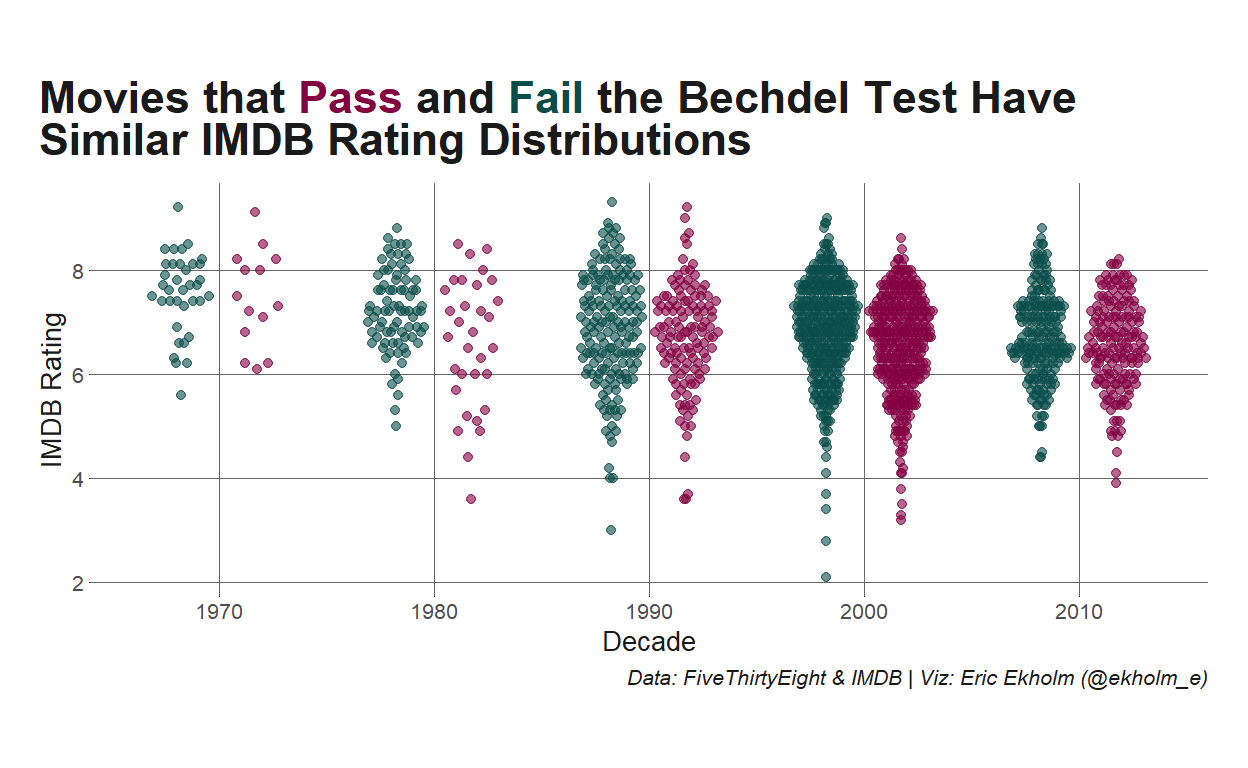 Movies that Pass and Fail the Bechdel Test Have
Similar IMDB Rating Distributions
IMDB Rating
8
6
4
2
1970 1980 1990 2000 2010
Decade
Data: FiveThirtyEight & IMDB | Viz: Eric Ekholm (@ekholm_e)